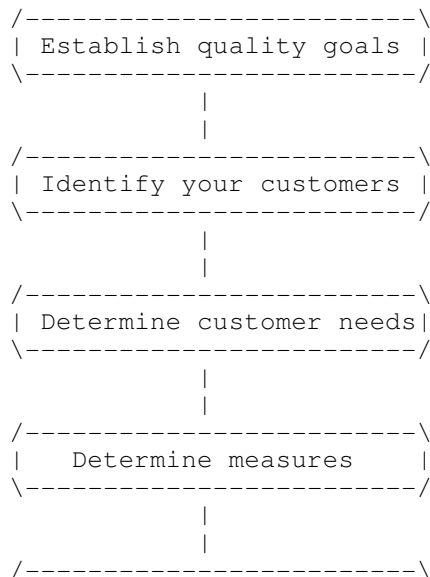 Establish quality goals
Identify your customers
Determine customer needs
Determine measures